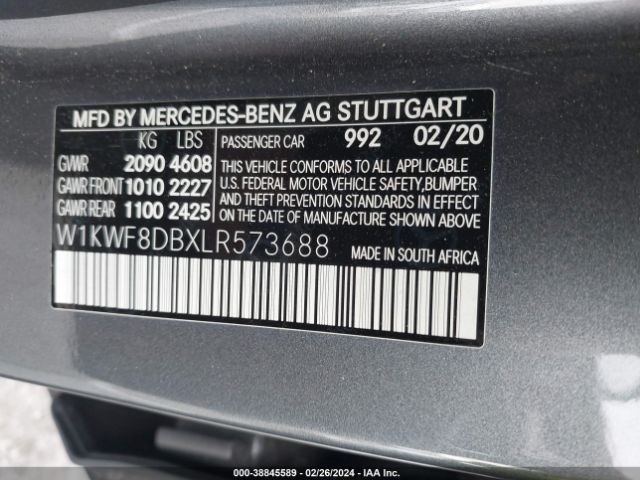 MFD BY MERCEDES-BENZ AG STUTTGART
KG LBS
GVWR 2090 4608
GAWR FRONT 1010 2227
GAWR REAR 1100 2425
PASSENGER CAR 992 02/20
THIS VEHICLE CONFORMS TO ALL APPLICABLE
U.S. FEDERAL MOTOR VEHICLE SAFETY,BUMPER
AND THEFT PREVENTION STANDARDS IN EFFECT
ON THE DATE OF MANUFACTURE SHOWN ABOVE.
W1KWF8DBXLR573688
MADE IN SOUTH AFRICA
000-38845589 - 02/26/2024 - IAA Inc.